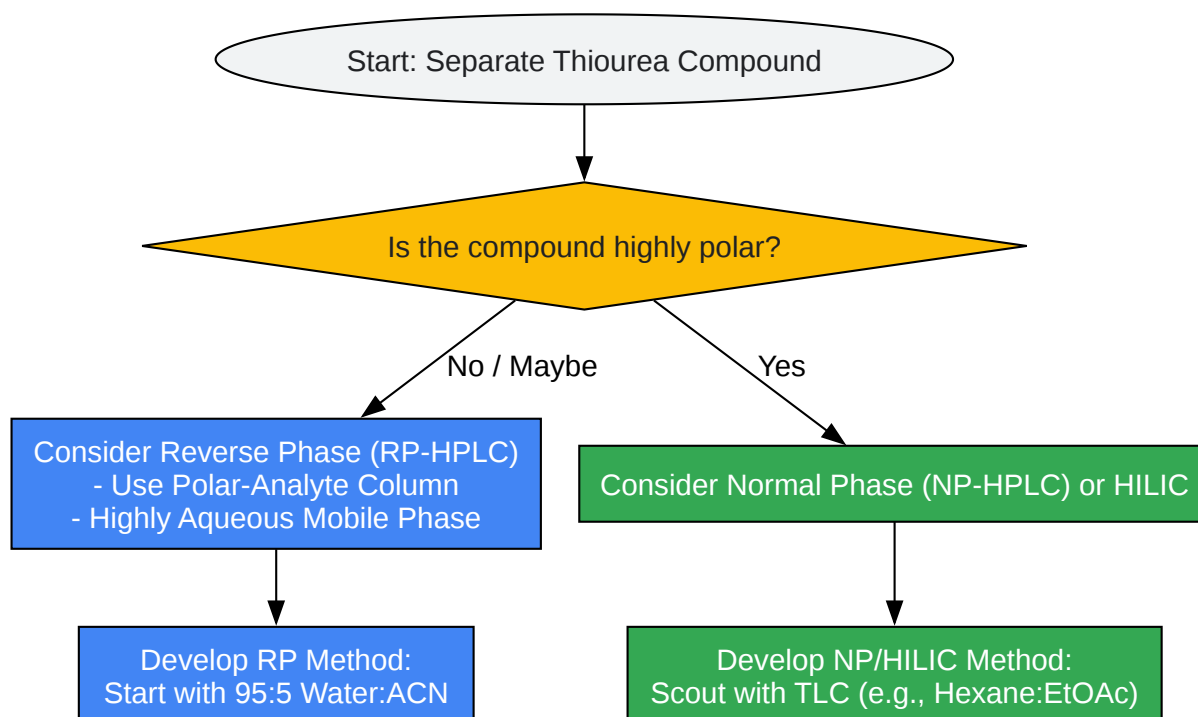 Start: Separate Thiourea Compound
Is the compound highly polar?
No / Maybe
Yes
Consider Reverse Phase (RP-HPLC)
- Use Polar-Analyte Column
- Highly Aqueous Mobile Phase
Consider Normal Phase (NP-HPLC) or HILIC
Develop RP Method:
Start with 95:5 Water:ACN
Develop NP/HILIC Method:
Scout with TLC (e.g., Hexane:EtOAc)